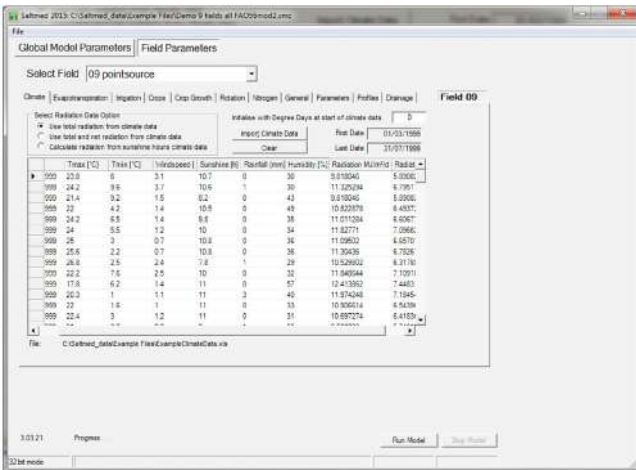 Saltmed 2015: C:\Saltmed_data\Example Files\Demo 9 fields all FAO56mod2.smc
File
Global Model Parameters Field Parameters
Select Field 09 pointsource
Climate Evapotranspiration Irrigation Crops Crop Growth Rotation Nitrogen General Parameters Profiles Drainage Field 09
Select Radiation Data Option
Initialise with Degree Days at start of climate data 0
Use total radiation from climate data
Use total and net radiation from climate data
Calculate radiation from sunshine hours climate data
Import Climate Data
Clear
First Date 01/03/1999
Last Date 31/07/1999
Tmax [°C] Tmin [°C] Windspeed [ Sunshine [h] Rainfall (mm) Humidity [%] Radiation MJ/m²/d Radiat
999 23.8 6 3.1 10.7 0 30 9.818046
999 24.2 9.6 3.7 10.6 1 30 11.325294
999 21.4 9.2 1.5 8.2 0 43 9.818046
999 22 4.2 1.4 10.5 0 49 10.822878
999 24.2 6.5 1.4 9.8 0 35 11.011284
999 24 5.5 1.2 10 0 34 11.82771
999 25 3 0.7 10.8 0 36 11.09502
999 25.6 2.2 0.7 10.8 0 36 11.30436
999 26.8 2.5 2.4 7.8 1 29 10.529802
999 22.2 7.6 2.5 10 0 32
999 17.8 6.2 1.4 11 0 57 12.413862
999 20.3 1 1.1 11 3 40 11.974248
999 22 1.6 1 11 0 33 10.906614
999 22.4 3 1.2 11 0 31 10.697274
File: C:\Saltmed_data\Example Files\ExampleClimateData.xls
3.03.21 Progress
Run Model Stop Model
32bit mode